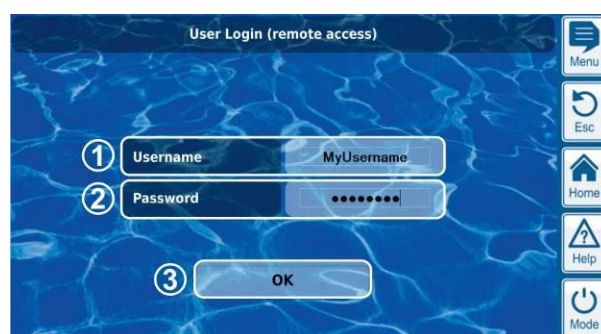 User Login (remote access)
Menu
Esc
① Username MyUsername
② Password ••••••••
Home
Help
③ OK
Mode